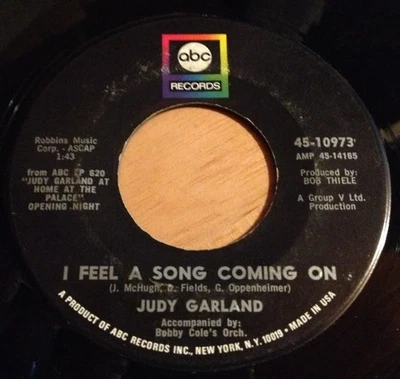 abc
RECORDS
Robbins Music
Corp. - ASCAP
1:43
from ABC LP 620
"JUDY GARLAND AT
HOME AT THE
PALACE"
OPENING NIGHT
45-10973
AMP 45-14165
Produced by:
BOB THIELE
A Group V Ltd.
Production
I FEEL A SONG COMING ON
(J. McHugh, D. Fields, G. Oppenheimer)
JUDY GARLAND
Accompanied by:
Bobby Cole's Orch.
A PRODUCT OF ABC RECORDS INC., NEW YORK, N.Y. 10019 • MADE IN USA